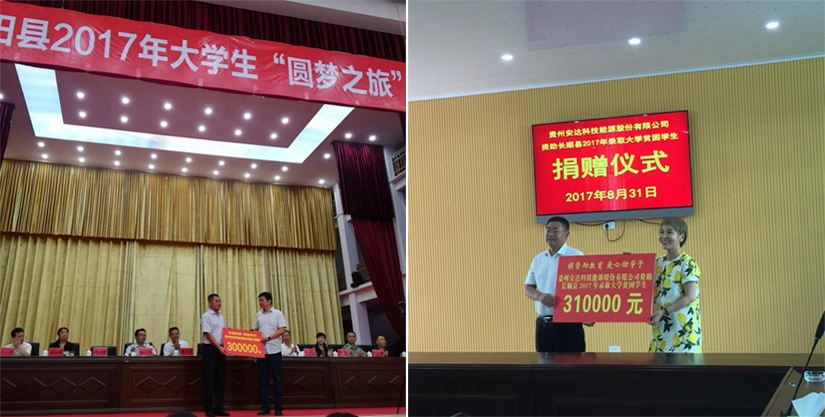 阳县2017年大学生“圆梦之旅”
300000元
贵州安达科技能源股份有限公司
资助长顺县2017年录取大学贫困学生
捐赠仪式
2017年8月31日
捐资助教育 爱心助学子
贵州安达科技能源股份有限公司资助
长顺县2017年录取大学贫困学生
310000 元